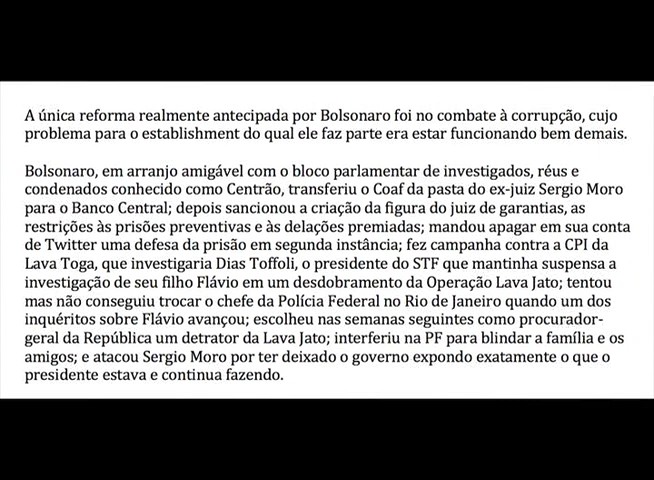 A única reforma realmente antecipada por Bolsonaro foi no combate à corrupção, cujo
problema para o establishment do qual ele faz parte era estar funcionando bem demais.
Bolsonaro, em arranjo amigável com o bloco parlamentar de investigados, réus e
condenados conhecido como Centrão, transferiu o Coaf da pasta do ex-juiz Sergio Moro
para o Banco Central; depois sancionou a criação da figura do juiz de garantias, as
restrições às prisões preventivas e às delações premiadas; mandou apagar em sua conta
de Twitter uma defesa da prisão em segunda instância; fez campanha contra a CPI da
Lava Toga, que investigaria Dias Toffoli, o presidente do STF que mantinha suspensa a
investigação de seu filho Flávio em um desdobramento da Operação Lava Jato; tentou
mas não conseguiu trocar o chefe da Polícia Federal no Rio de Janeiro quando um dos
inquéritos sobre Flávio avançou; escolheu nas semanas seguintes como procurador-
geral da República um detrator da Lava Jato; interferiu na PF para blindar a família e os
amigos; e atacou Sergio Moro por ter deixado o governo expondo exatamente o que o
presidente estava e continua fazendo.